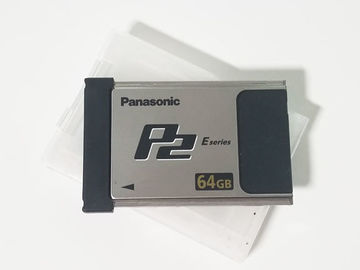 Panasonic
P2 E series
64GB